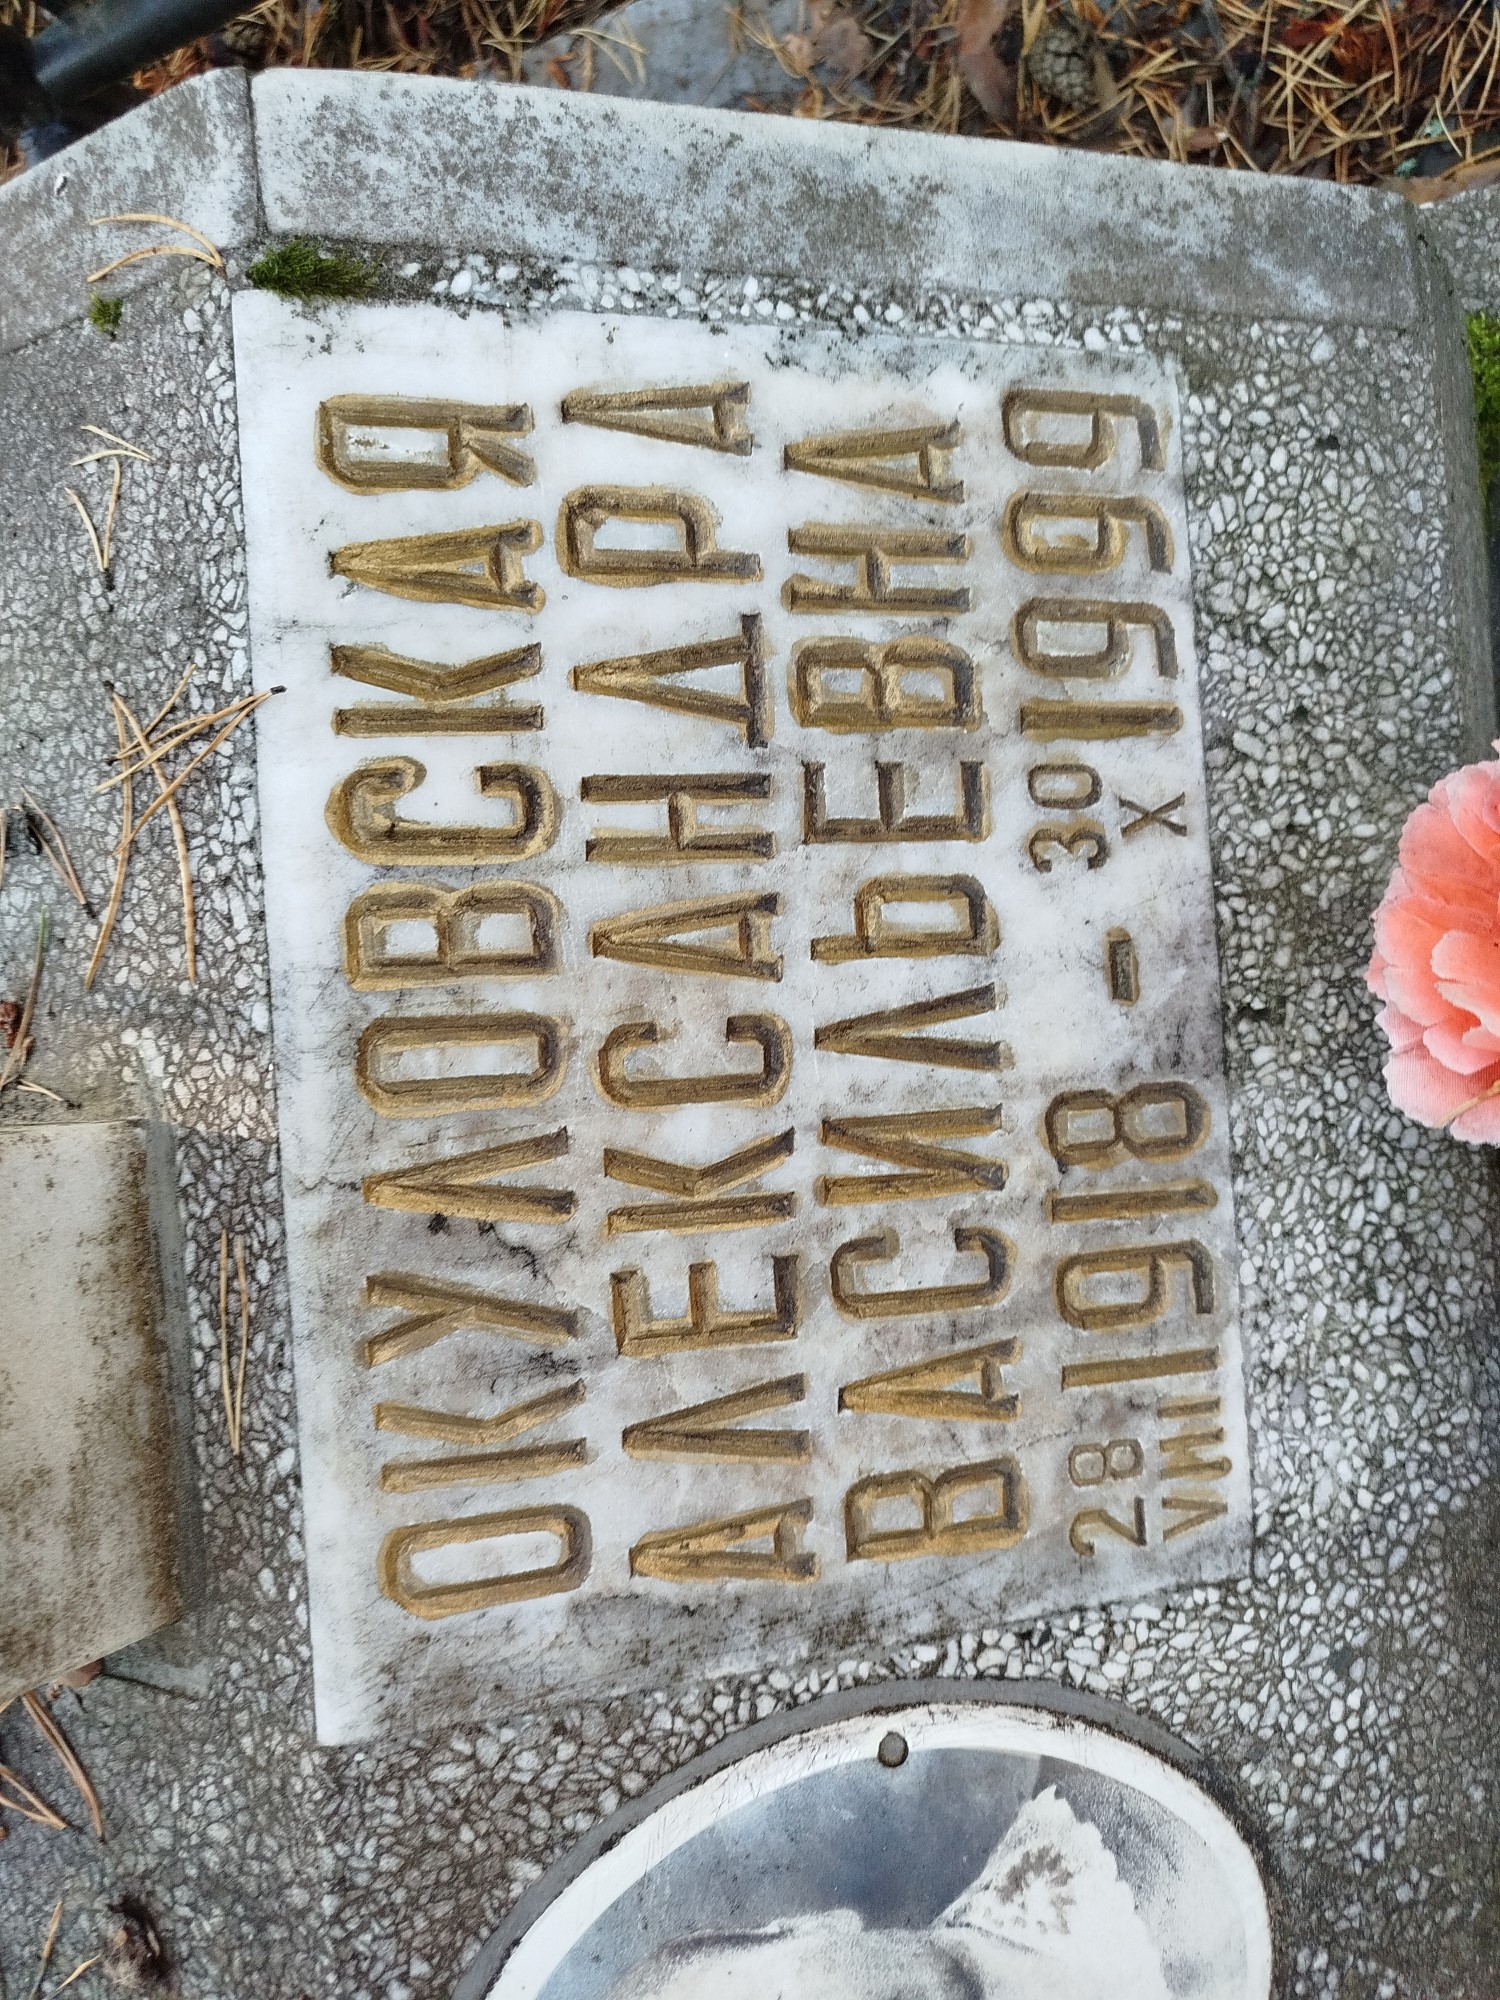 ОКУЛОВСКАЯ
АЛЕКСАНДРА
ВАСИЛЬЕВНА
28 VIII 1918 - 30 X 1999